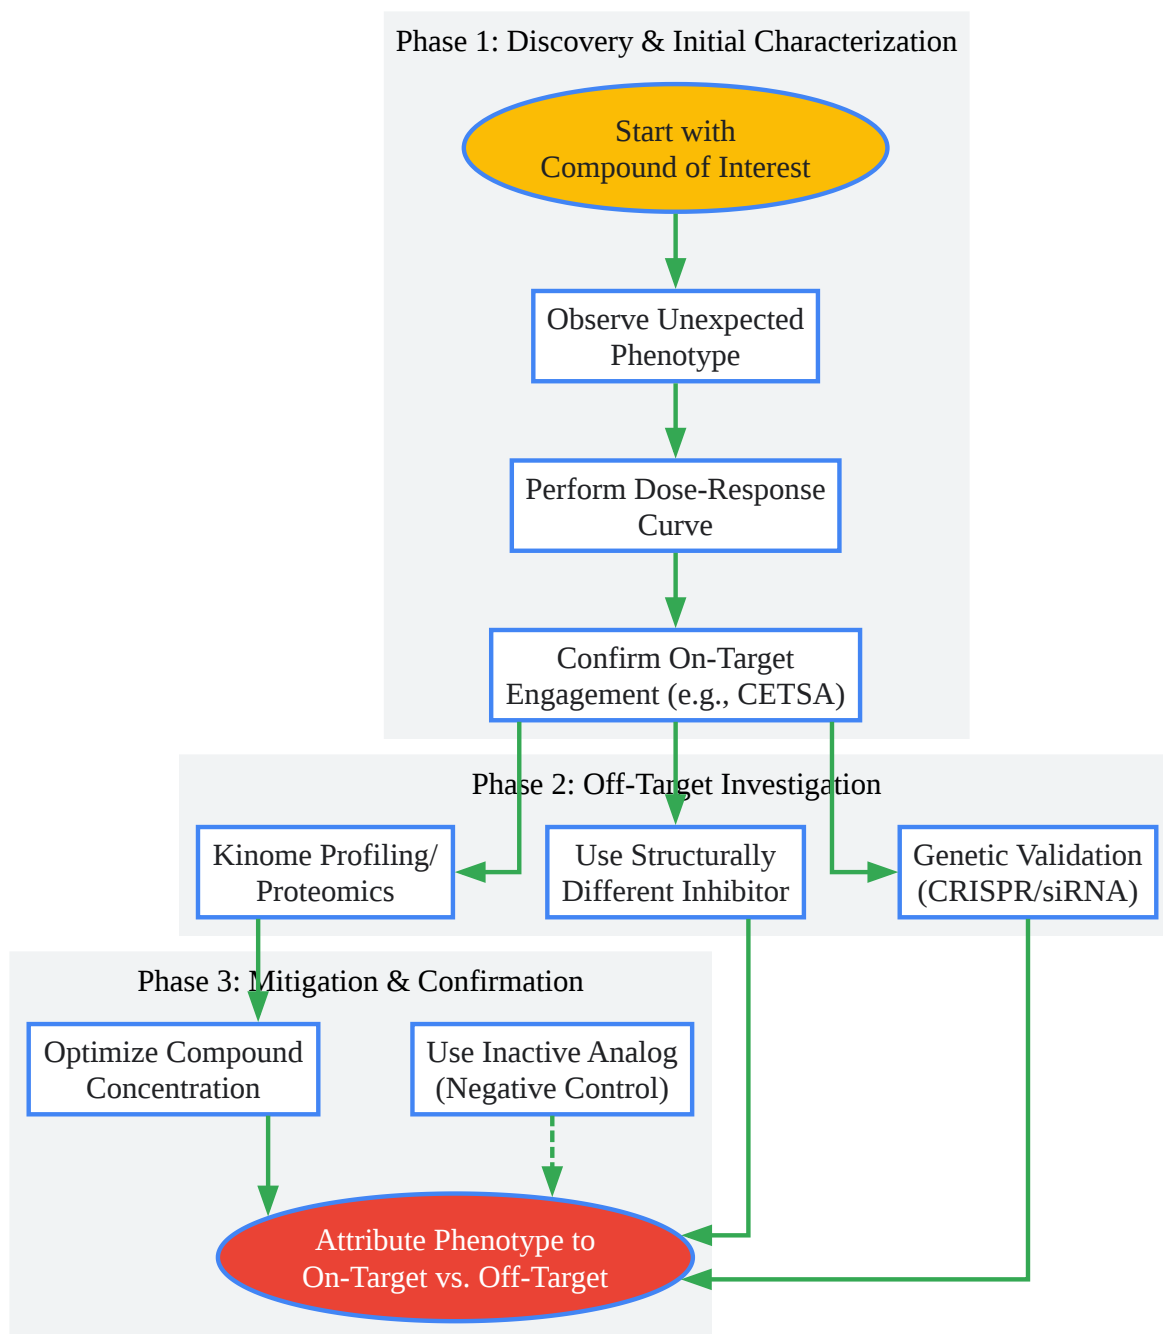 Phase 1: Discovery & Initial Characterization
Start with
Compound of Interest
Observe Unexpected
Phenotype
Perform Dose-Response
Curve
Confirm On-Target
Engagement (e.g., CETSA)
Phase 2: Off-Target Investigation
Kinome Profiling/
Proteomics
Use Structurally
Different Inhibitor
Genetic Validation
(CRISPR/siRNA)
Phase 3: Mitigation & Confirmation
Optimize Compound
Concentration
Use Inactive Analog
(Negative Control)
Attribute Phenotype to
On-Target vs. Off-Target